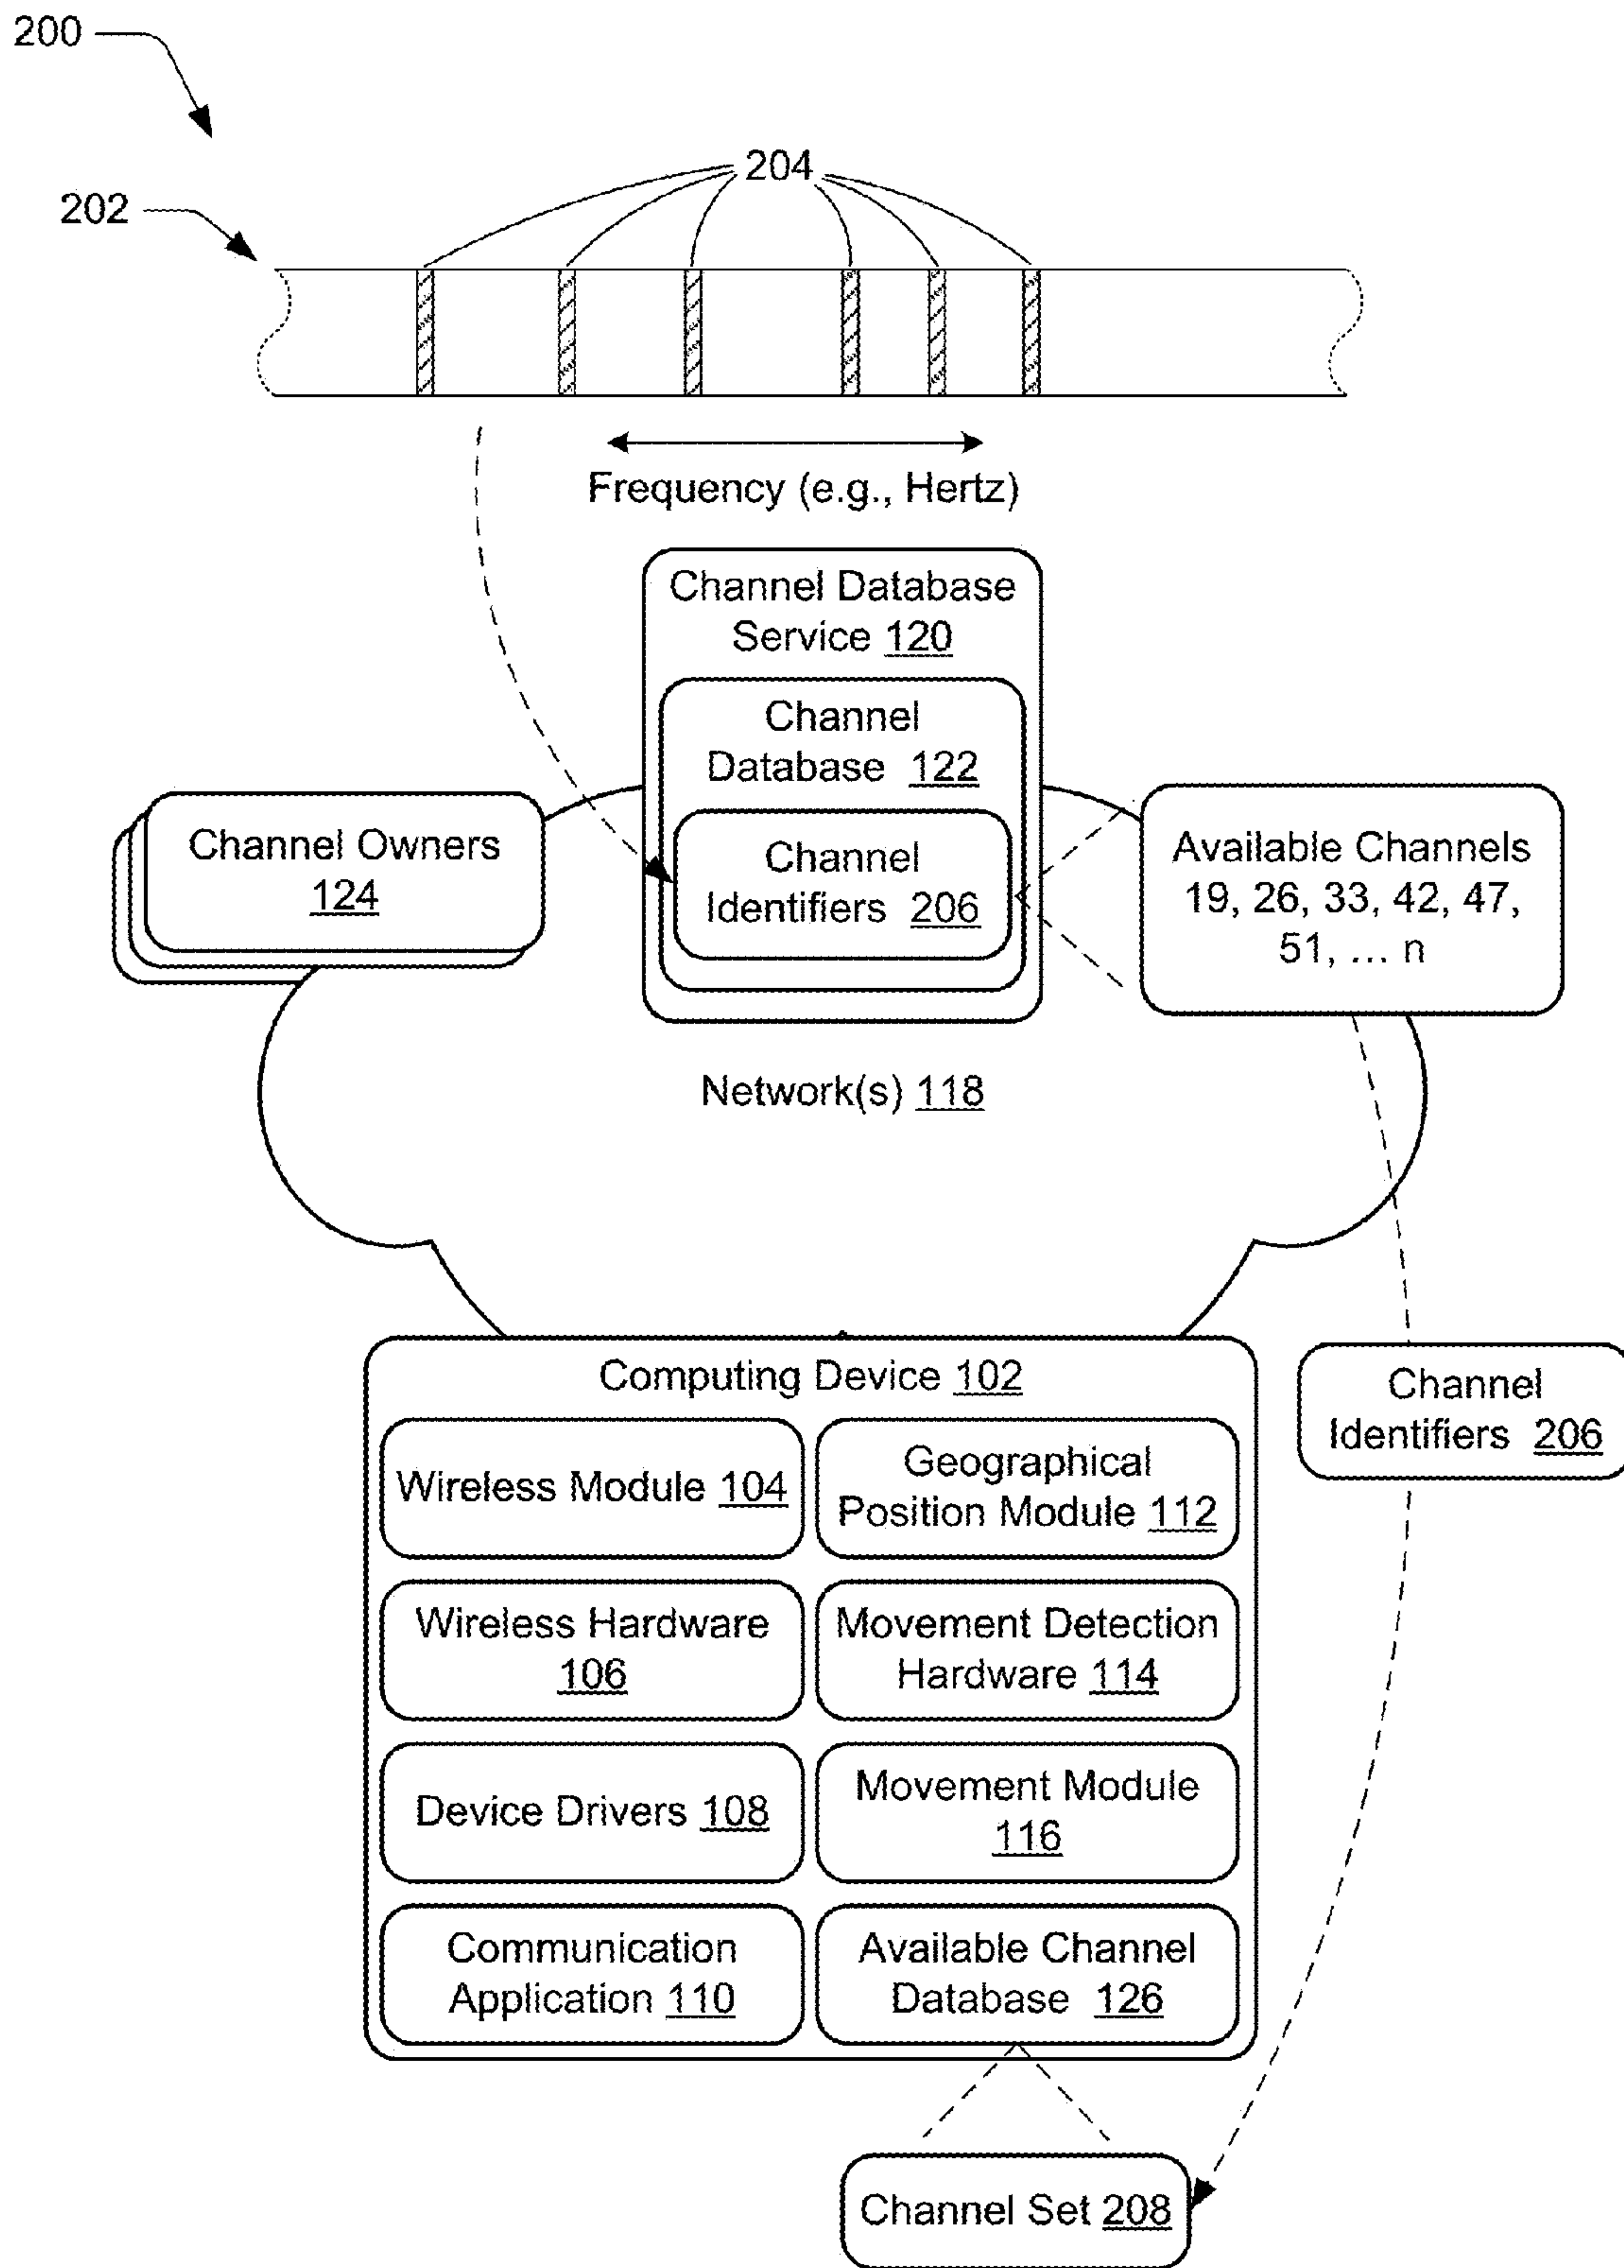 200
204
202
Frequency (e.g., Hertz)
Channel Database
Service 120
Channel
Database 122
Channel
Identifiers 206
Channel Owners
124
Available Channels
19, 26, 33, 42, 47,
51, ... n
Network(s) 118
Computing Device 102
Wireless Module 104
Geographical
Position Module 112
Wireless Hardware
106
Movement Detection
Hardware 114
Device Drivers 108
Movement Module
116
Communication
Application 110
Available Channel
Database 126
Channel
Identifiers 206
Channel Set 208